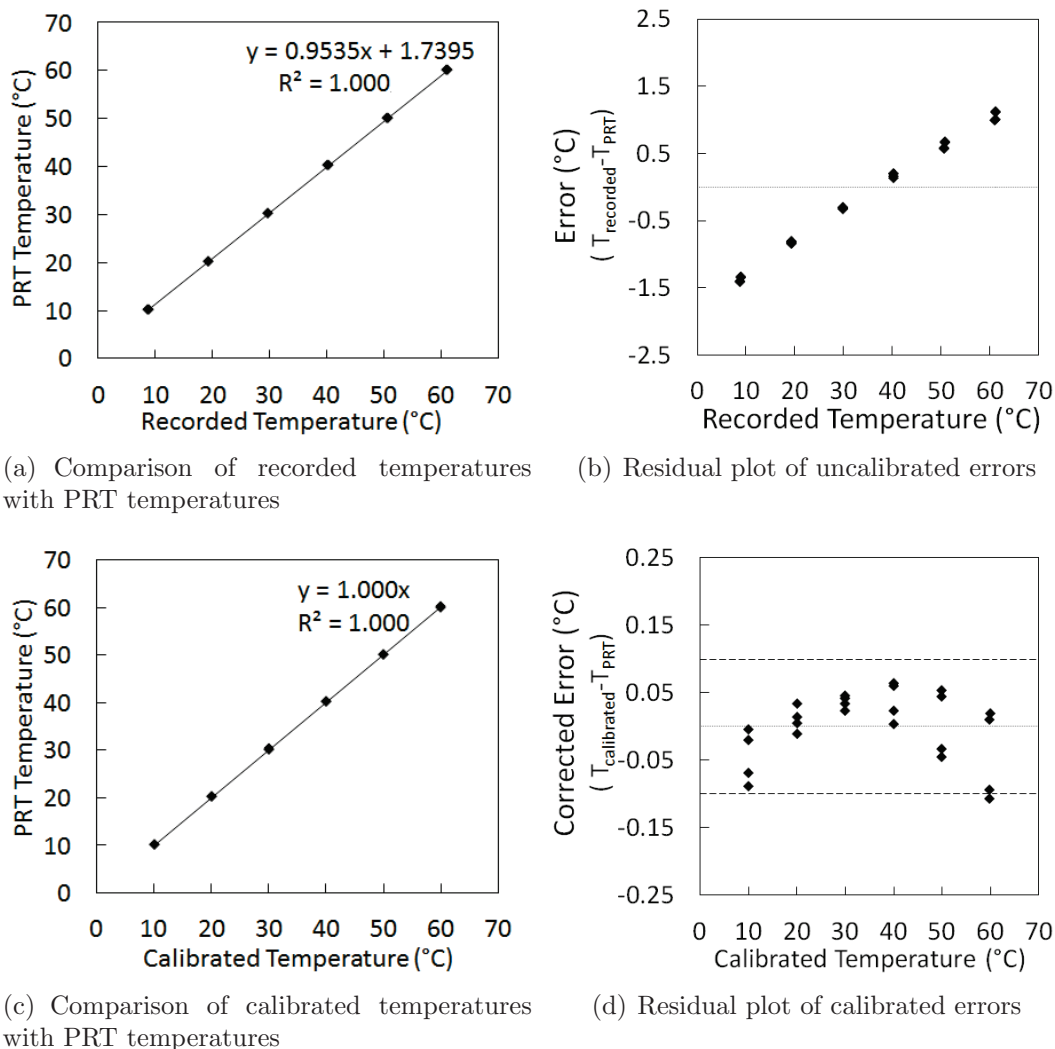 70
60
50
40
30
20
10
0
PRT Temperature (°C)
y = 0.9535x + 1.7395
R² = 1.000
0 10 20 30 40 50 60 70
Recorded Temperature (°C)
(a) Comparison of recorded temperatures
with PRT temperatures
2.5
1.5
0.5
-0.5
-1.5
-2.5
Error (°C)
( T_recorded-T_PRT)
0 10 20 30 40 50 60 70
Recorded Temperature (°C)
(b) Residual plot of uncalibrated errors
70
60
50
40
30
20
10
0
PRT Temperature (°C)
y = 1.000x
R² = 1.000
0 10 20 30 40 50 60 70
Calibrated Temperature (°C)
(c) Comparison of calibrated temperatures
with PRT temperatures
0.25
0.15
0.05
-0.05
-0.15
-0.25
Corrected Error (°C)
( T_calibrated-T_PRT)
0 10 20 30 40 50 60 70
Calibrated Temperature (°C)
(d) Residual plot of calibrated errors